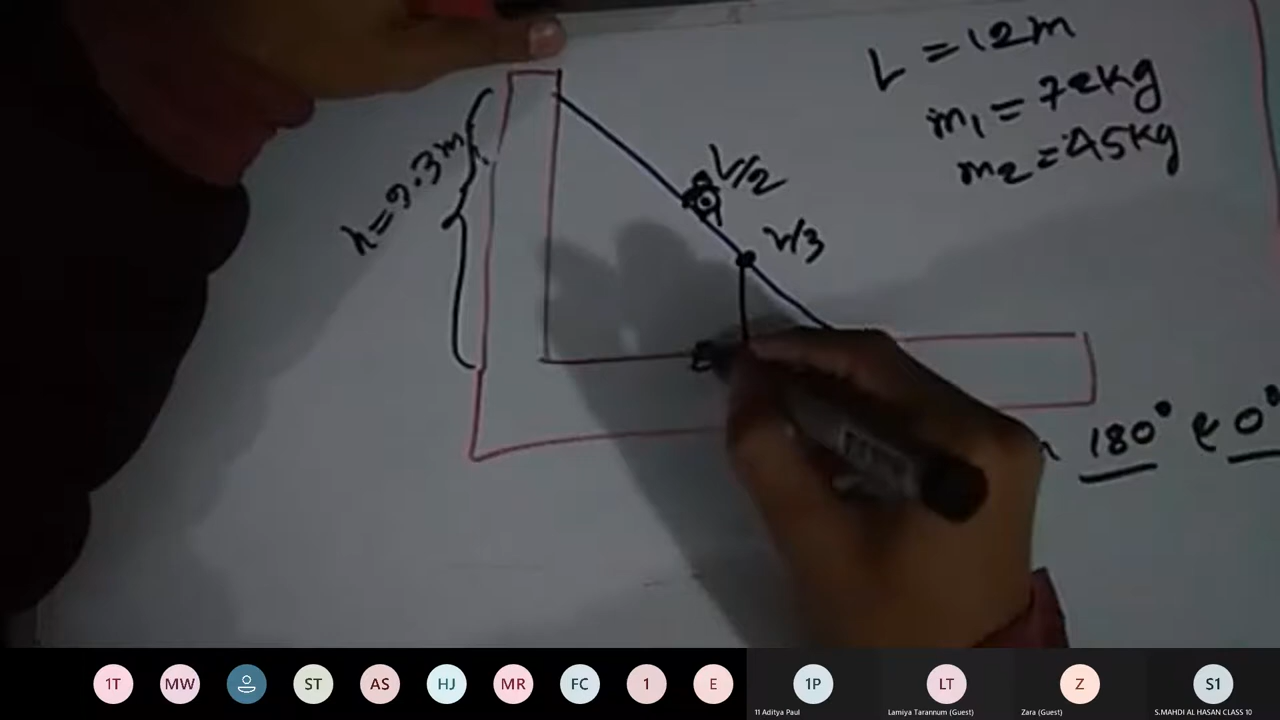 L = 12m
m1 = 72kg
m2 = 45kg
h = 9.3m
L/2
L/3
180° & 0°
1T
MW
ST
AS
HJ
MR
FC
1
E
1P
LT
Z
S1
11 Aditya Paul
Lamiya Tarannum (Guest)
Zara (Guest)
S.MAHDI AL HASAN CLASS 10